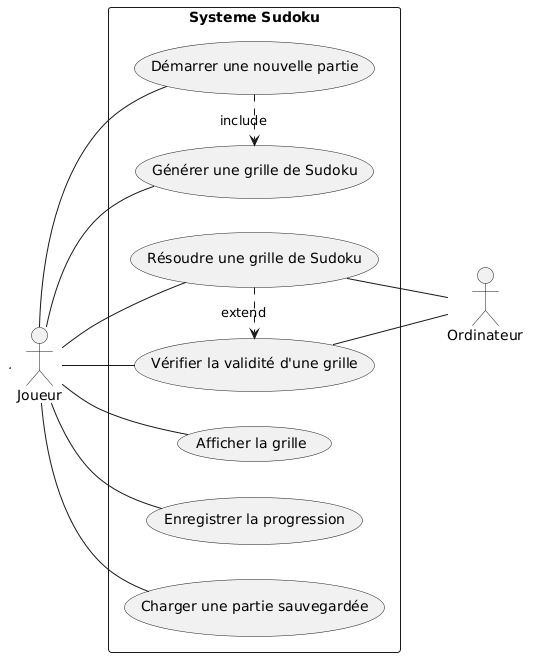 Systeme Sudoku
Démarrer une nouvelle partie
include
Générer une grille de Sudoku
Résoudre une grille de Sudoku
extend
Vérifier la validité d'une grille
Afficher la grille
Enregistrer la progression
Charger une partie sauvegardée
Joueur
Ordinateur